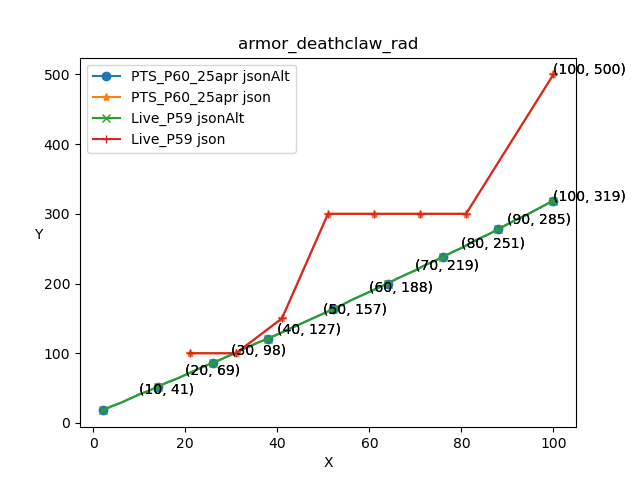 armor_deathclaw_rad
PTS_P60_25apr jsonAlt
PTS_P60_25apr json
Live_P59 jsonAlt
Live_P59 json
(100, 500)
(100, 319)
(90, 285)
(80, 251)
(70, 219)
(60, 188)
(50, 157)
(40, 127)
(30, 98)
(20, 69)
(10, 41)
500
400
300
200
100
0
Y
0 20 40 60 80 100
X